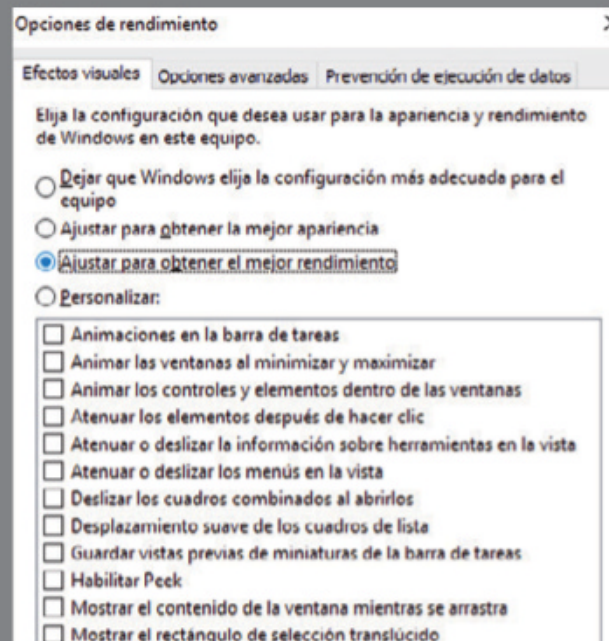 Opciones de rendimiento
Efectos visuales Opciones avanzadas Prevención de ejecución de datos
Elija la configuración que desea usar para la apariencia y rendimiento
de Windows en este equipo.
Dejar que Windows elija la configuración más adecuada para el
equipo
Ajustar para obtener la mejor apariencia
Ajustar para obtener el mejor rendimiento
Personalizar:
Animaciones en la barra de tareas
Animar las ventanas al minimizar y maximizar
Animar los controles y elementos dentro de las ventanas
Atenuar los elementos después de hacer clic
Atenuar o deslizar la información sobre herramientas en la vista
Atenuar o deslizar los menús en la vista
Deslizar los cuadros combinados al abrirlos
Desplazamiento suave de los cuadros de lista
Guardar vistas previas de miniaturas de la barra de tareas
Habilitar Peek
Mostrar el contenido de la ventana mientras se arrastra
Mostrar el rectángulo de selección translúcido